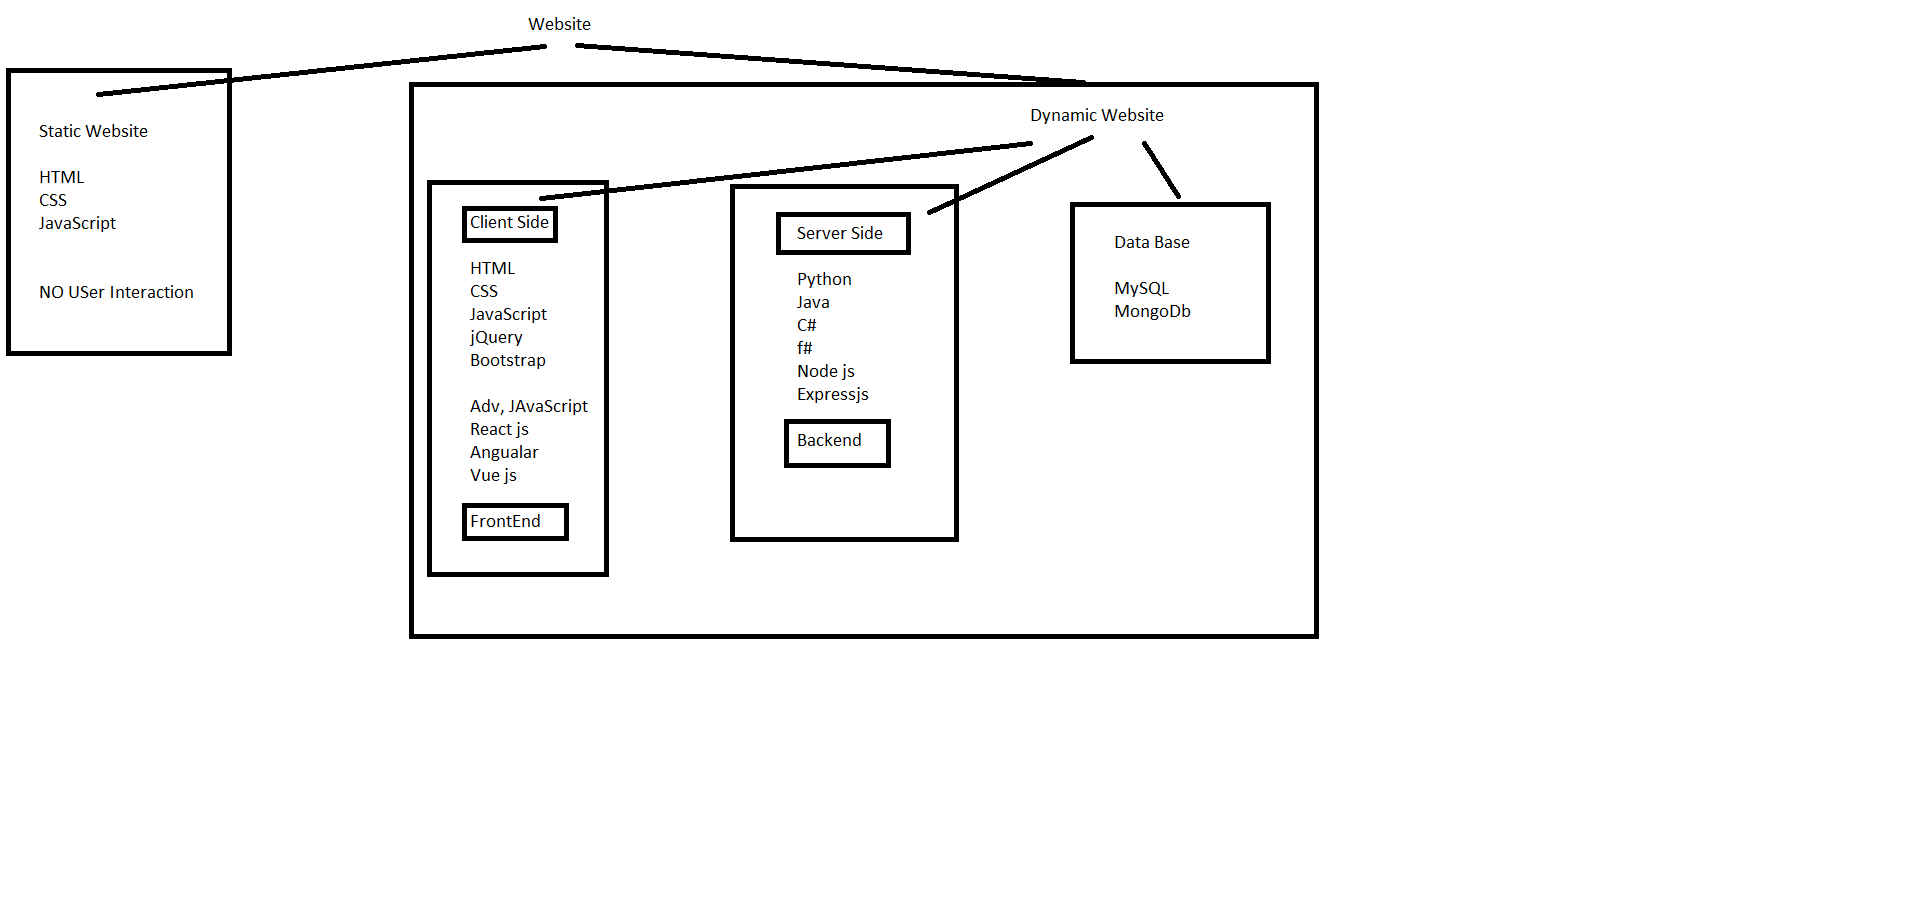 Website
Static Website
HTML
CSS
JavaScript
NO USer Interaction
Dynamic Website
Client Side
HTML
CSS
JavaScript
jQuery
Bootstrap
Adv, JAvaScript
React js
Angualar
Vue js
FrontEnd
Server Side
Python
Java
C#
f#
Node js
Expressjs
Backend
Data Base
MySQL
MongoDb